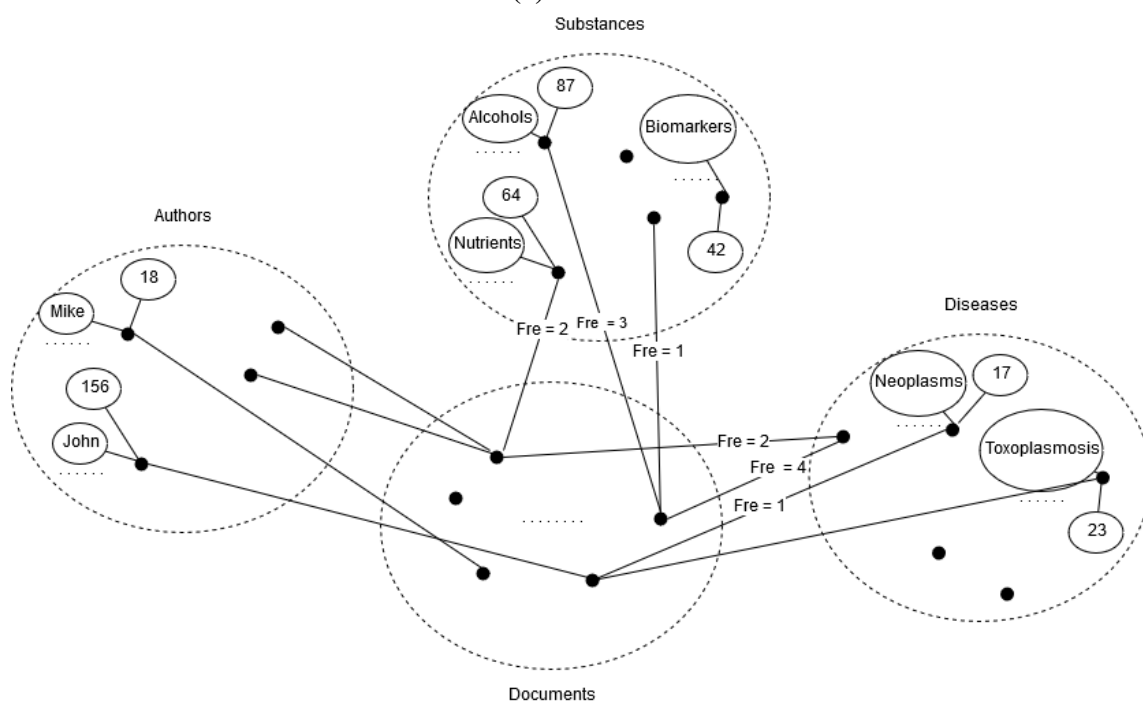 Substances
87
Alcohols
Biomarkers
64
Nutrients
42
Authors
18
Mike
156
John
Fre = 2
Fre = 3
Fre = 1
Diseases
Neoplasms
17
Toxoplasmosis
23
Fre = 2
Fre = 4
Fre = 1
Documents